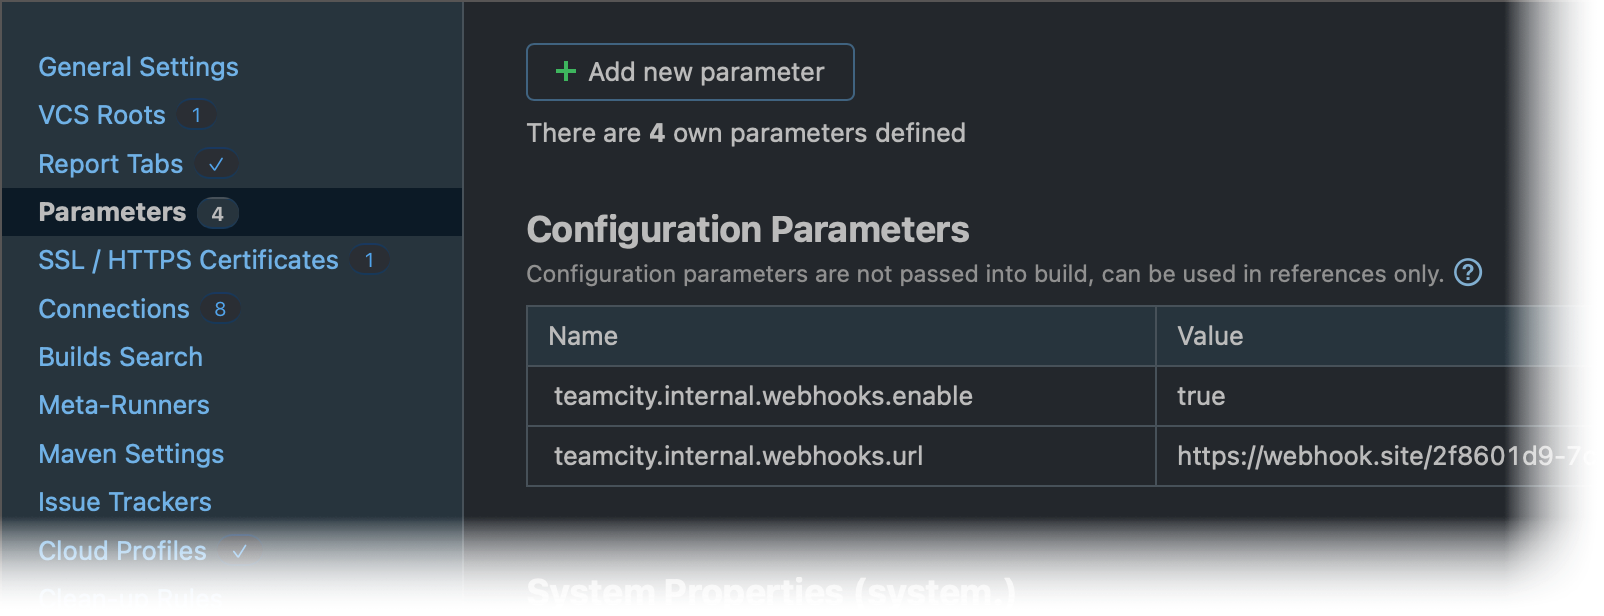 General Settings
VCS Roots 1
Report Tabs
Parameters 4
SSL / HTTPS Certificates 1
Connections 8
Builds Search
Meta-Runners
Maven Settings
Issue Trackers
Cloud Profiles
Clean-up Rules
+ Add new parameter
There are 4 own parameters defined
Configuration Parameters
Configuration parameters are not passed into build, can be used in references only. ?
Name Value
teamcity.internal.webhooks.enable true
teamcity.internal.webhooks.url https://webhook.site/2f8601d9-7
System Properties (system.)